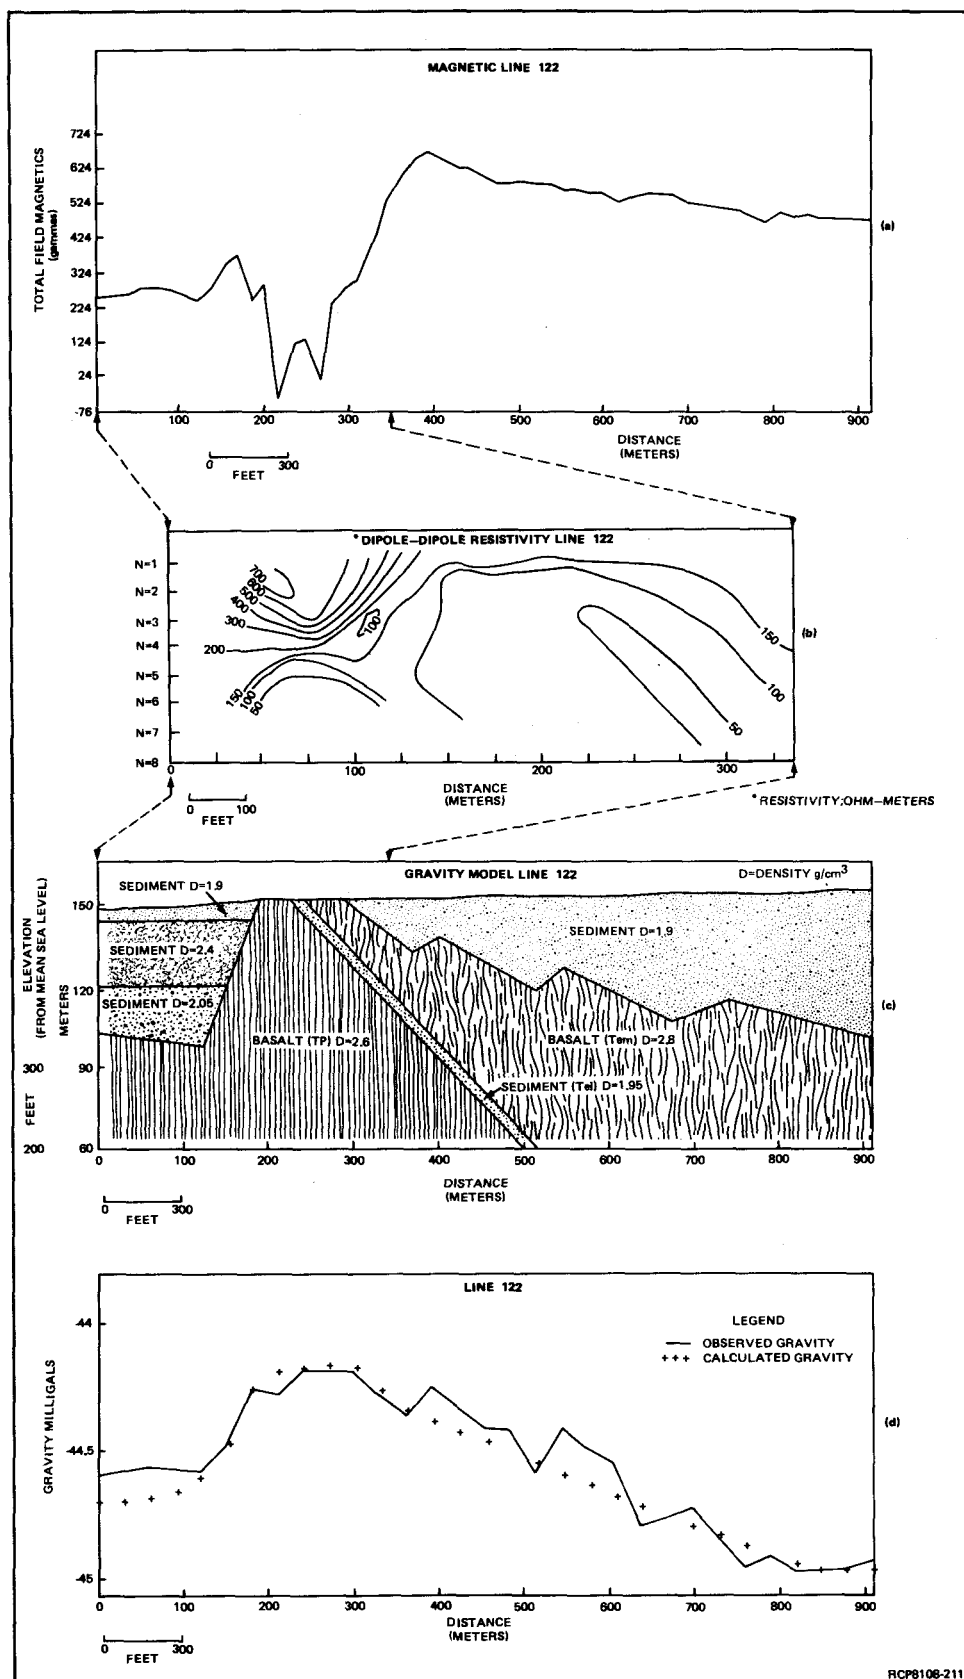 MAGNETIC LINE 122
TOTAL FIELD MAGNETICS
(gammas)
724
624
524
424
324
224
124
24
-76
100
200
300
400
500
600
700
800
900
DISTANCE
(METERS)
0 300
FEET
(a)
* DIPOLE–DIPOLE RESISTIVITY LINE 122
N=1
N=2
N=3
N=4
N=5
N=6
N=7
N=8
700
600
500
400
300
200
150
100
50
100
150
100
50
(b)
0
100
200
300
DISTANCE
(METERS)
0 100
FEET
* RESISTIVITY;OHM–METERS
GRAVITY MODEL LINE 122
D=DENSITY g/cm³
SEDIMENT D=1.9
SEDIMENT D=2.4
SEDIMENT D=2.05
BASALT (TP) D=2.6
SEDIMENT D=1.9
BASALT (Tem) D=2.8
SEDIMENT (Tel) D=1.95
ELEVATION
(FROM MEAN SEA LEVEL)
METERS
FEET
150
120
90
60
300
200
(c)
0
100
200
300
400
500
600
700
800
900
DISTANCE
(METERS)
0 300
FEET
LINE 122
LEGEND
OBSERVED GRAVITY
+++ CALCULATED GRAVITY
GRAVITY MILLIGALS
-44
-44.5
-45
(d)
0
100
200
300
400
500
600
700
800
900
DISTANCE
(METERS)
0 300
FEET
RCP8108-211